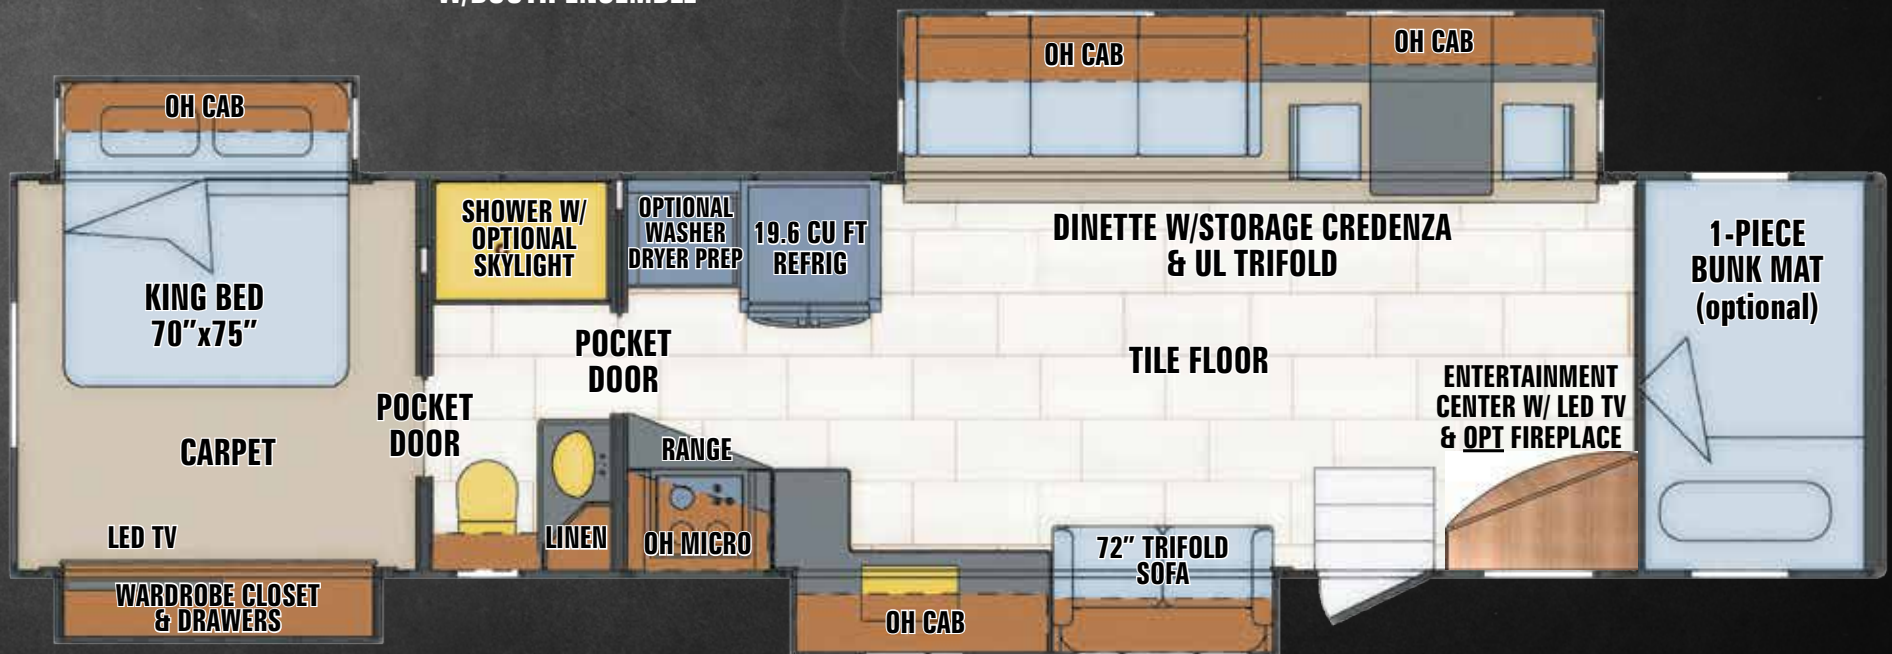 W/BOOTH ENSEMBLE
OH CAB
OH CAB
OH CAB
KING BED
70"x75"
SHOWER W/
OPTIONAL
SKYLIGHT
OPTIONAL
WASHER
DRYER PREP
19.6 CU FT
REFRIG
DINETTE W/STORAGE CREDENZA
& UL TRIFOLD
1-PIECE
BUNK MAT
(optional)
POCKET
DOOR
TILE FLOOR
POCKET
DOOR
ENTERTAINMENT
CENTER W/ LED TV
& OPT FIREPLACE
CARPET
RANGE
LED TV
LINEN
OH MICRO
72" TRIFOLD
SOFA
WARDROBE CLOSET
& DRAWERS
OH CAB